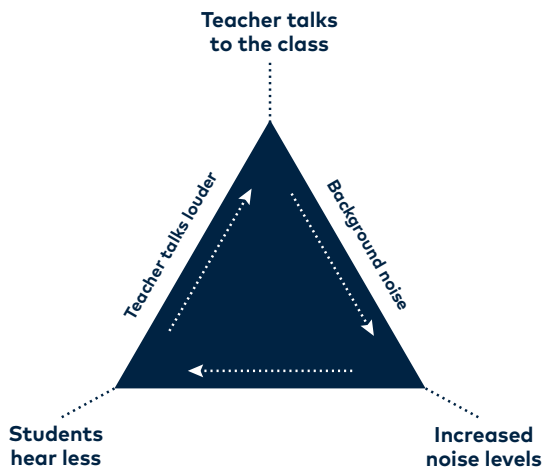 Teacher talks
to the class
Teacher talks louder
Background noise
Students
hear less
Increased
noise levels